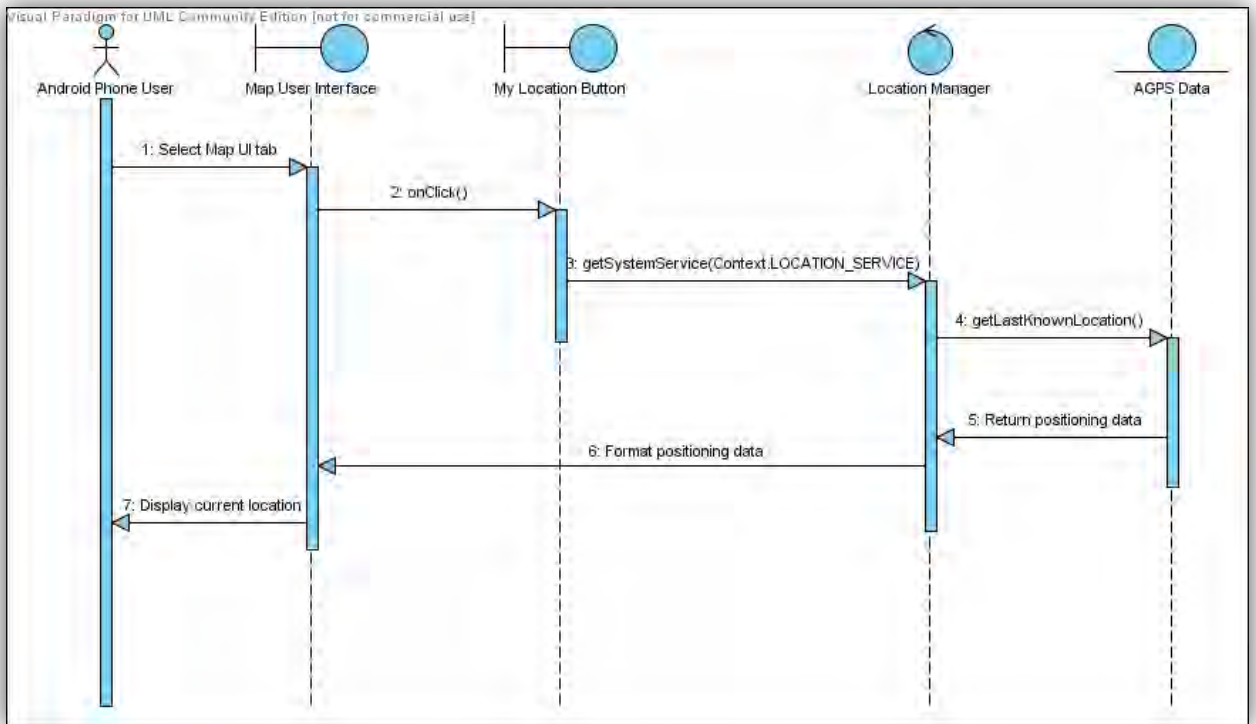 Visual Paradigm for UML Community Edition [not for commercial use]
Android Phone User
Map User Interface
My Location Button
Location Manager
AGPS Data
1: Select Map UI tab
2: onClick()
3: getSystemService(Context.LOCATION_SERVICE)
4: getLastKnownLocation()
5: Return positioning data
6: Format positioning data
7: Display current location